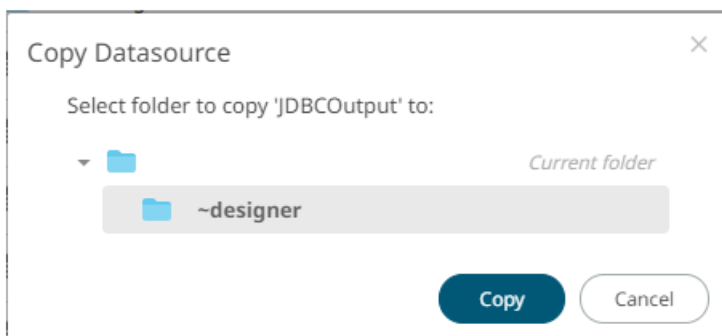 Copy Datasource
Select folder to copy 'JDBCOutput' to:
Current folder
~designer
Copy Cancel